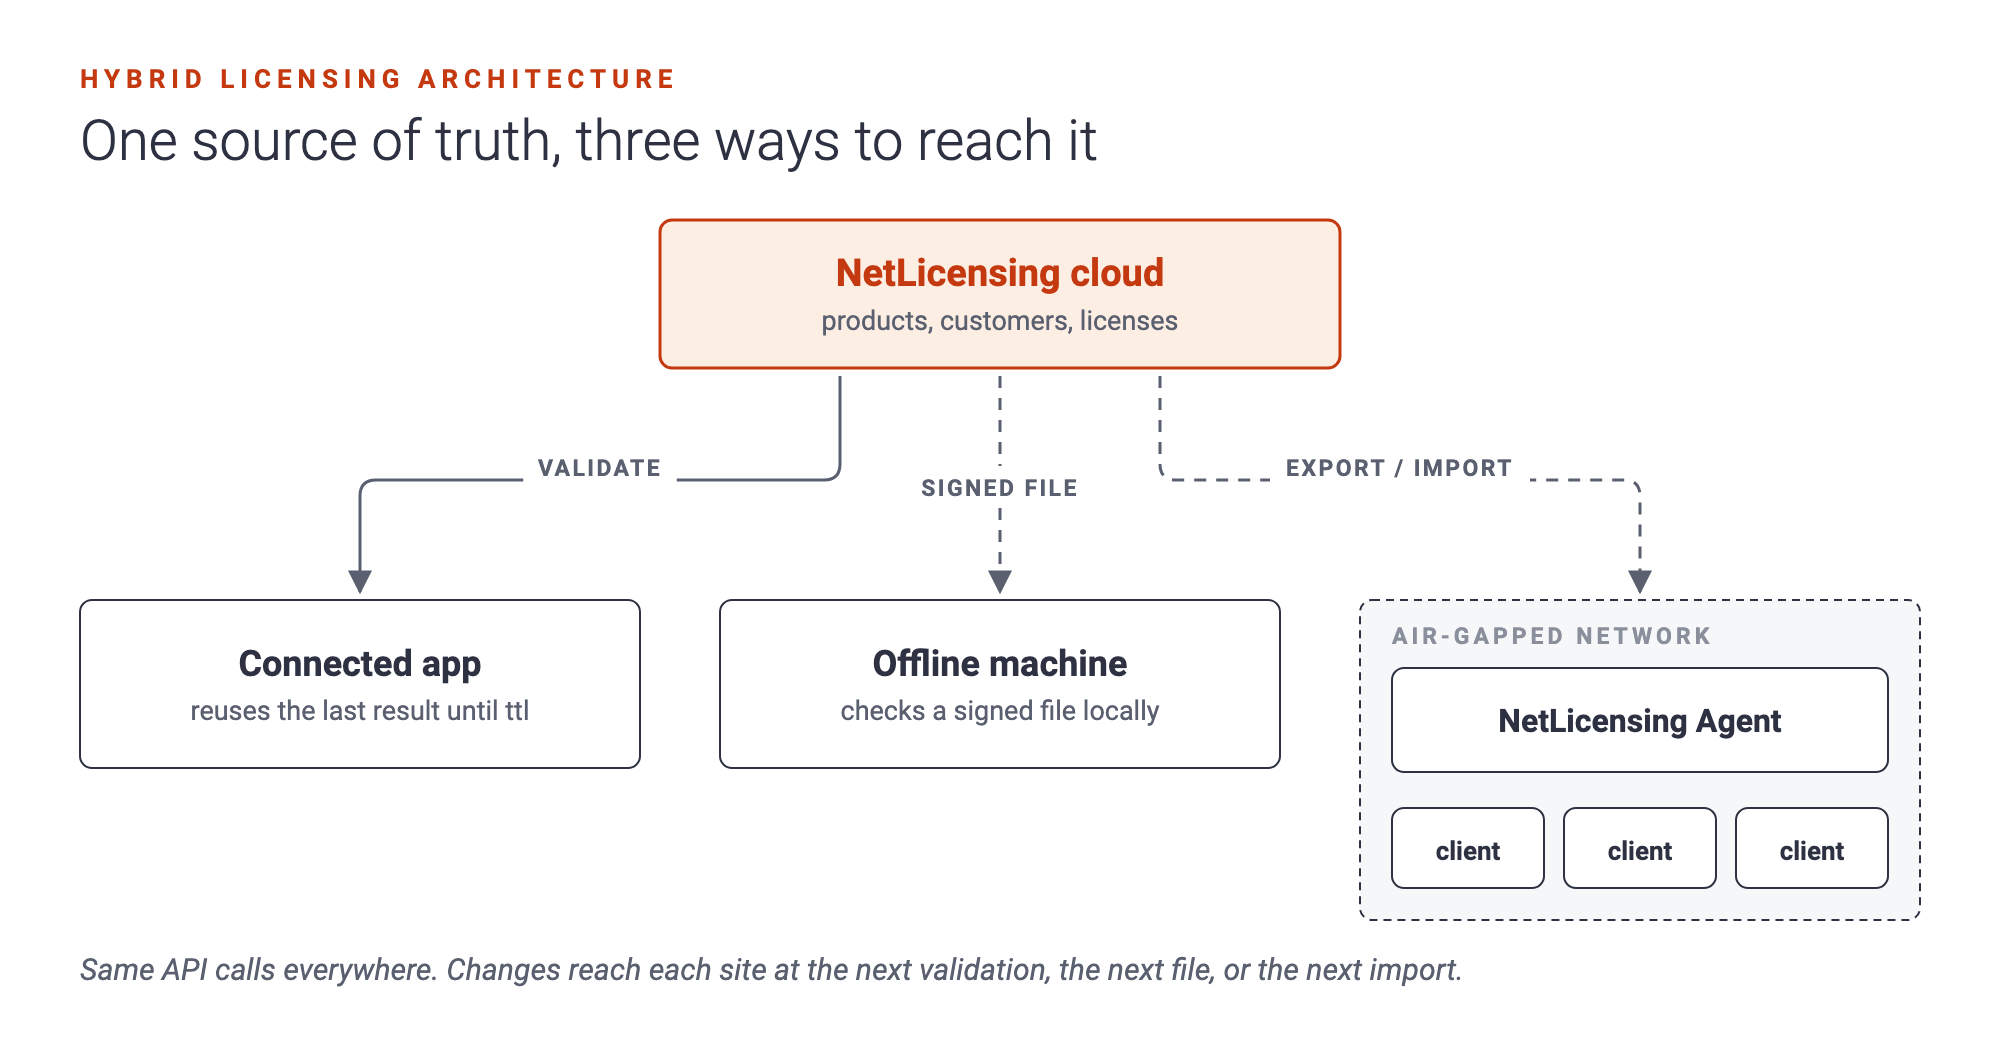 HYBRID LICENSING ARCHITECTURE
One source of truth, three ways to reach it
NetLicensing cloud
products, customers, licenses
VALIDATE
SIGNED FILE
EXPORT / IMPORT
Connected app
reuses the last result until ttl
Offline machine
checks a signed file locally
AIR-GAPPED NETWORK
NetLicensing Agent
client
client
client
Same API calls everywhere. Changes reach each site at the next validation, the next file, or the next import.